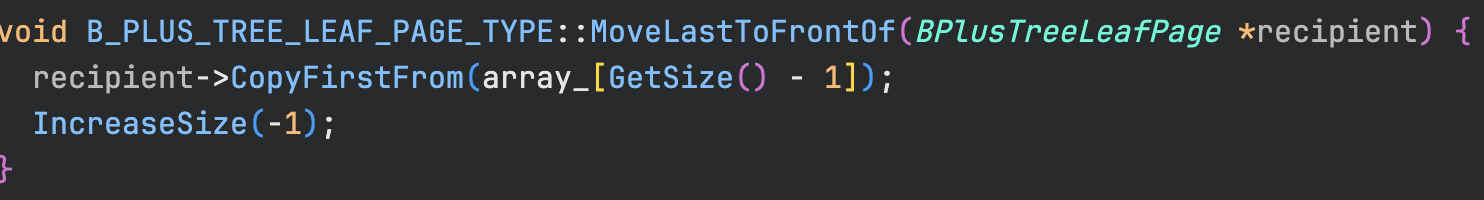 void B_PLUS_TREE_LEAF_PAGE_TYPE::MoveLastToFrontOf(BPlusTreeLeafPage *recipient) {
  recipient->CopyFirstFrom(array_[GetSize() - 1]);
  IncreaseSize(-1);
}